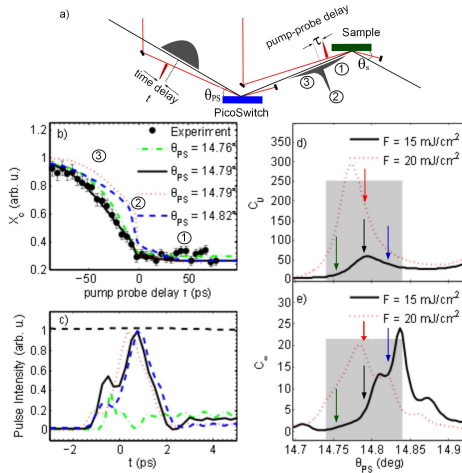 a)
pump-probe delay
Sample
τ
time delay
t
θPS
PicoSwitch
③
①
②
θs
b)
1.2
1
0.8
0.6
0.4
0.2
Xc (arb. u.)
Experiment
θPS = 14.76°
θPS = 14.79°
θPS = 14.79°
θPS = 14.82°
③
②
①
-50 0 50
pump probe delay τ (ps)
c)
1
0.8
0.6
0.4
0.2
0
Pulse Intensity (arb. u.)
-2 0 2 4
t (ps)
d)
F = 15 mJ/cm²
F = 20 mJ/cm²
350
300
250
200
150
100
50
0
e)
F = 15 mJ/cm²
F = 20 mJ/cm²
25
20
15
10
5
0
C∞
14.7 14.75 14.8 14.85 14.9
θPS (deg)